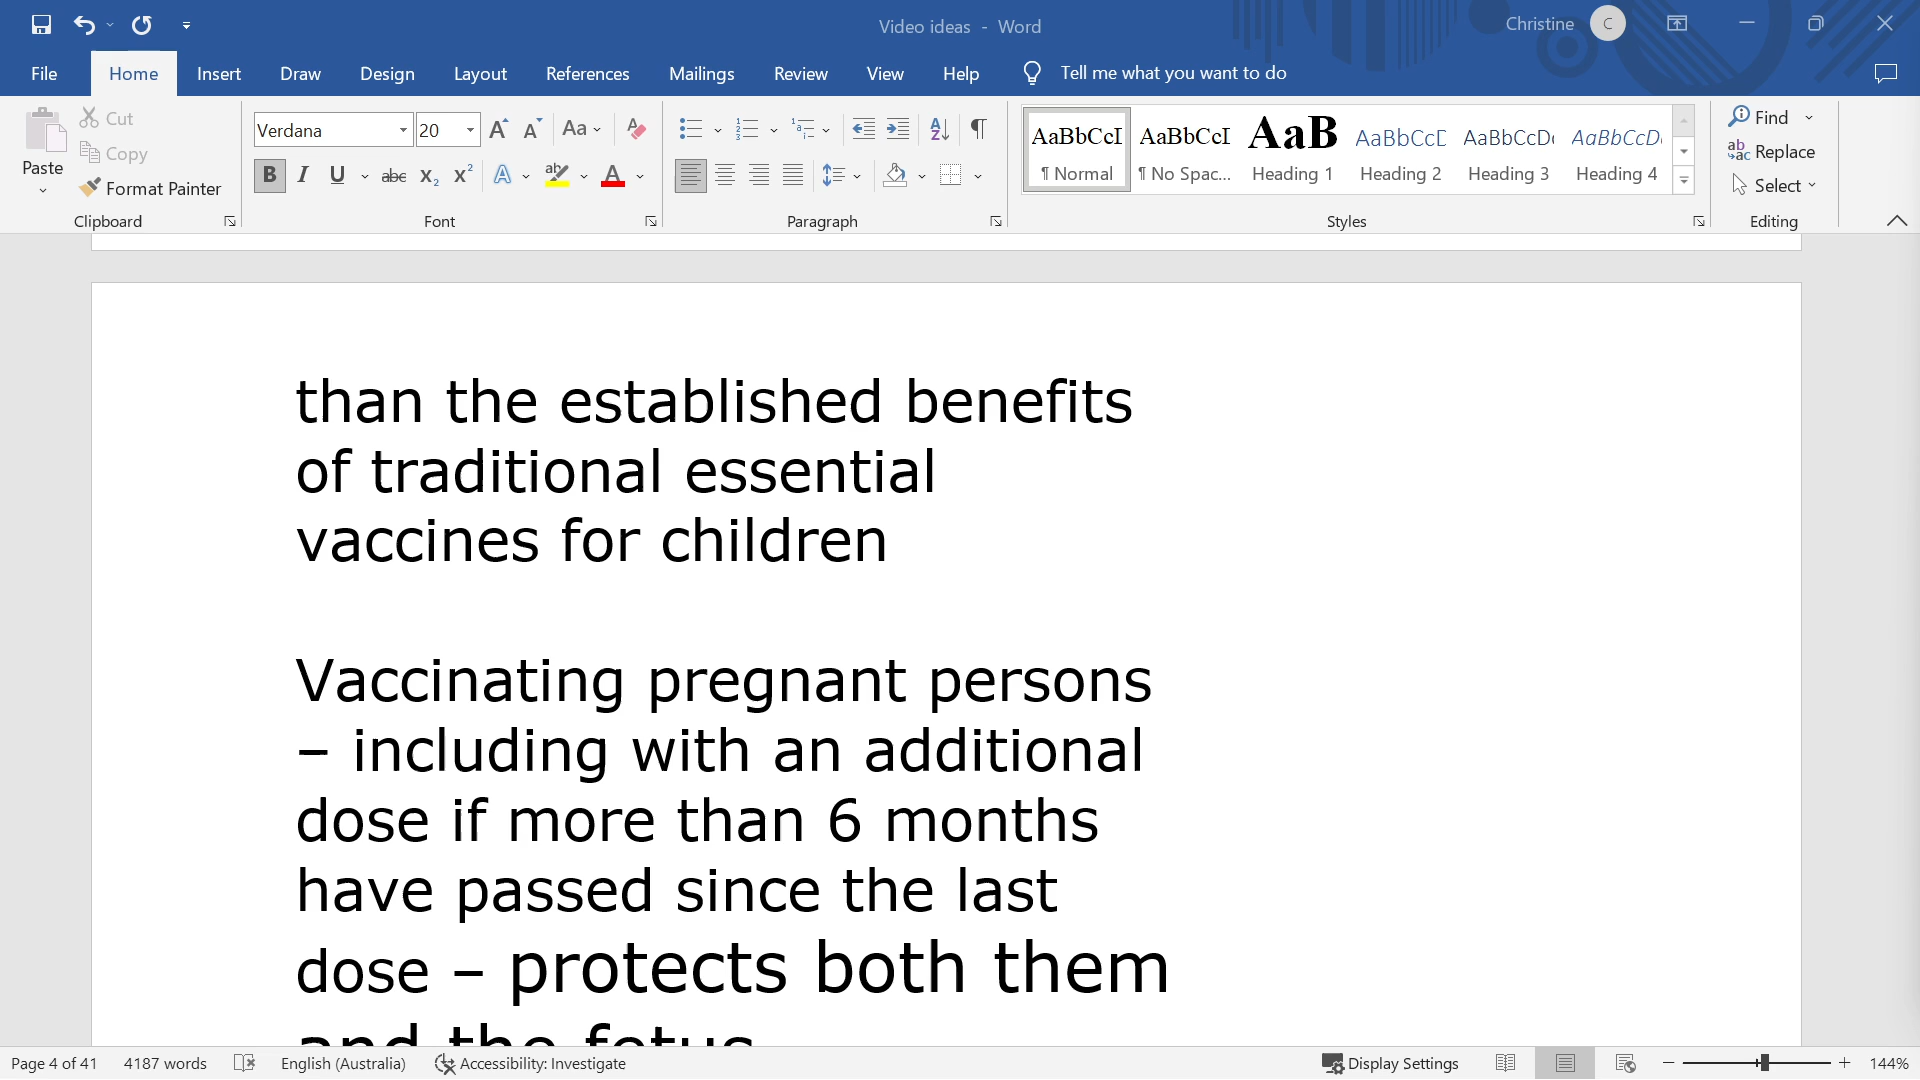 Video ideas - Word
Christine C
File Home Insert Draw Design Layout References Mailings Review View Help Tell me what you want to do
Paste
Cut
Copy
Format Painter
Clipboard
Verdana 20 A A Aa A
B I U abc X2 X2 A ab A
Font
Paragraph
AaBbCcI AaBbCcI AaB AaBbCcD AaBbCcD AaBbCcD
¶ Normal ¶ No Spac... Heading 1 Heading 2 Heading 3 Heading 4
Styles
Find
Replace
Select
Editing
than the established benefits
of traditional essential
vaccines for children
Vaccinating pregnant persons
– including with an additional
dose if more than 6 months
have passed since the last
dose – protects both them
and the fetus
Page 4 of 41 4187 words English (Australia) Accessibility: Investigate Display Settings 144%